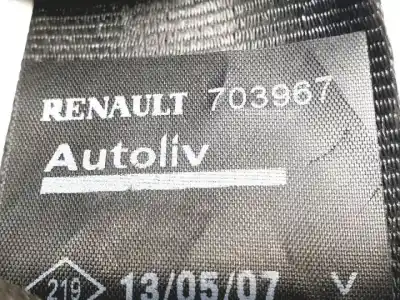 RENAULT 703967
Autoliv
219 13/05/07 V